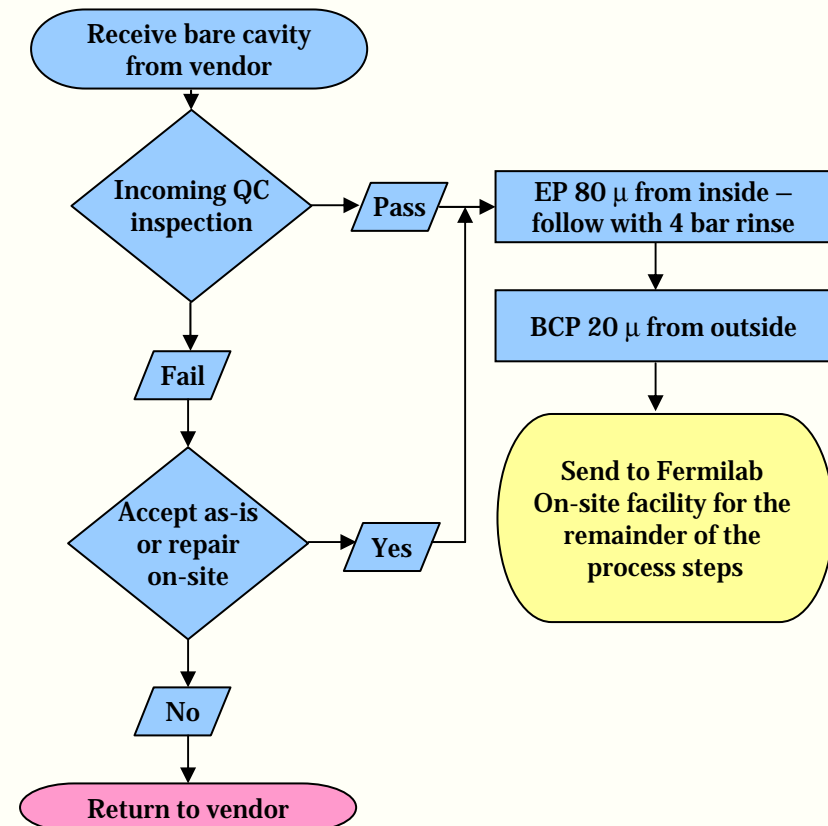 Receive bare cavity
from vendor
Incoming QC
inspection
Pass
EP 80 μ from inside –
follow with 4 bar rinse
BCP 20 μ from outside
Fail
Send to Fermilab
On-site facility for the
remainder of the
process steps
Accept as-is
or repair
on-site
Yes
No
Return to vendor